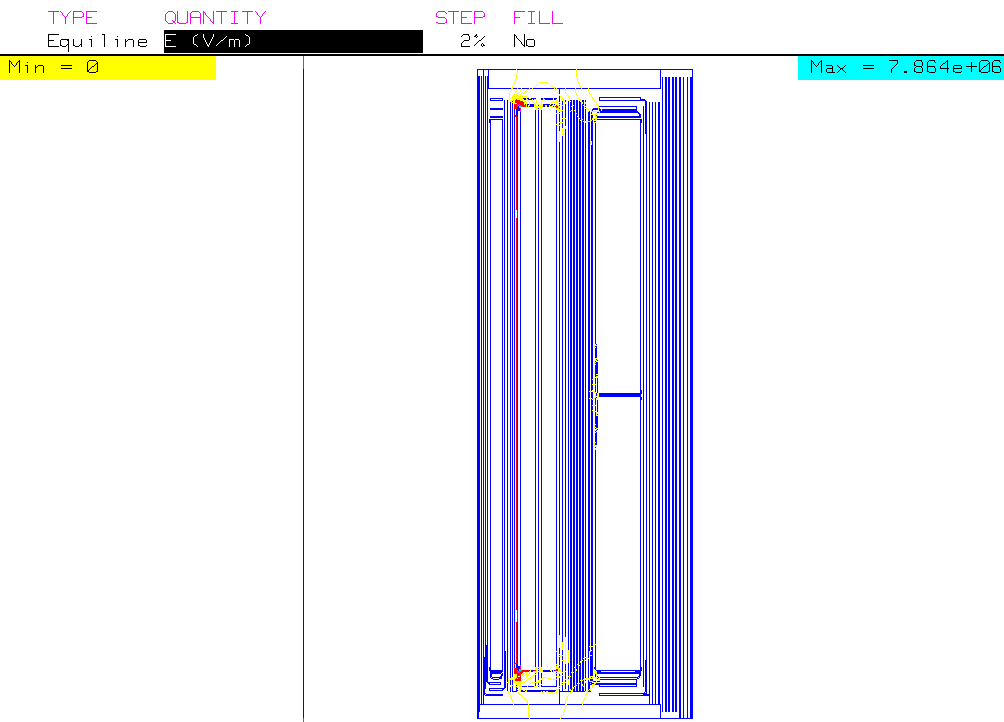 TYPE QUANTITY STEP FILL
Equiline E (V/m) 2% No
Min = 0 Max = 7.864e+06